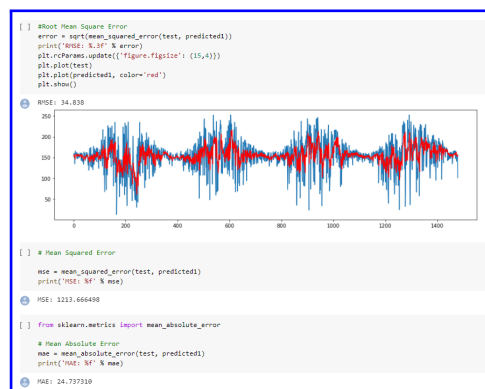 [ ] #Root Mean Square Error
error = sqrt(mean_squared_error(test, predicted1))
print('RMSE: %.3f' % error)
plt.rcParams.update({'figure.figsize': (15,4)})
plt.plot(test)
plt.plot(predicted1, color='red')
plt.show()
RMSE: 34.838
250
200
150
100
50
0 200 400 600 800 1000 1200 1400
[ ] # Mean Squared Error
mse = mean_squared_error(test, predicted1)
print('MSE: %f' % mse)
MSE: 1213.666498
[ ] from sklearn.metrics import mean_absolute_error
# Mean Absolute Error
mae = mean_absolute_error(test, predicted1)
print('MAE: %f' % mae)
MAE: 24.737310